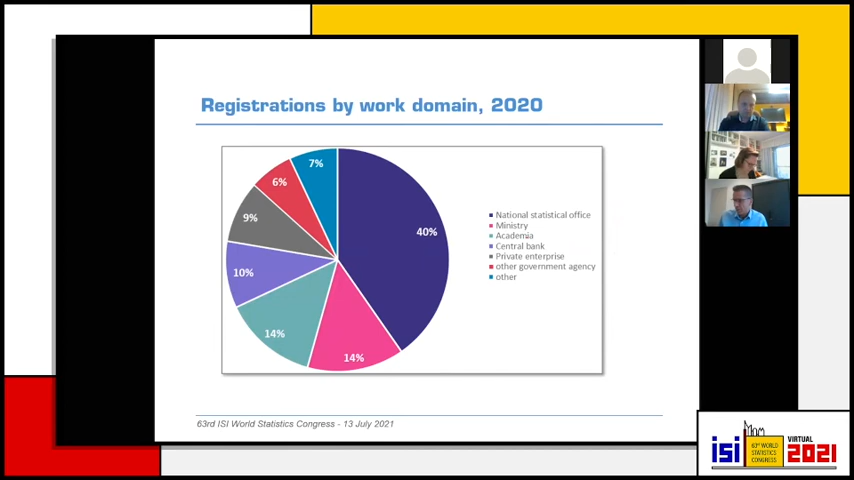 Registrations by work domain, 2020
7%
6%
9%
10%
14%
14%
40%
National statistical office
Ministry
Academia
Central bank
Private enterprise
other government agency
other
63rd ISI World Statistics Congress - 13 July 2021
isi
63rd WORLD
STATISTICS
CONGRESS
VIRTUAL
2021